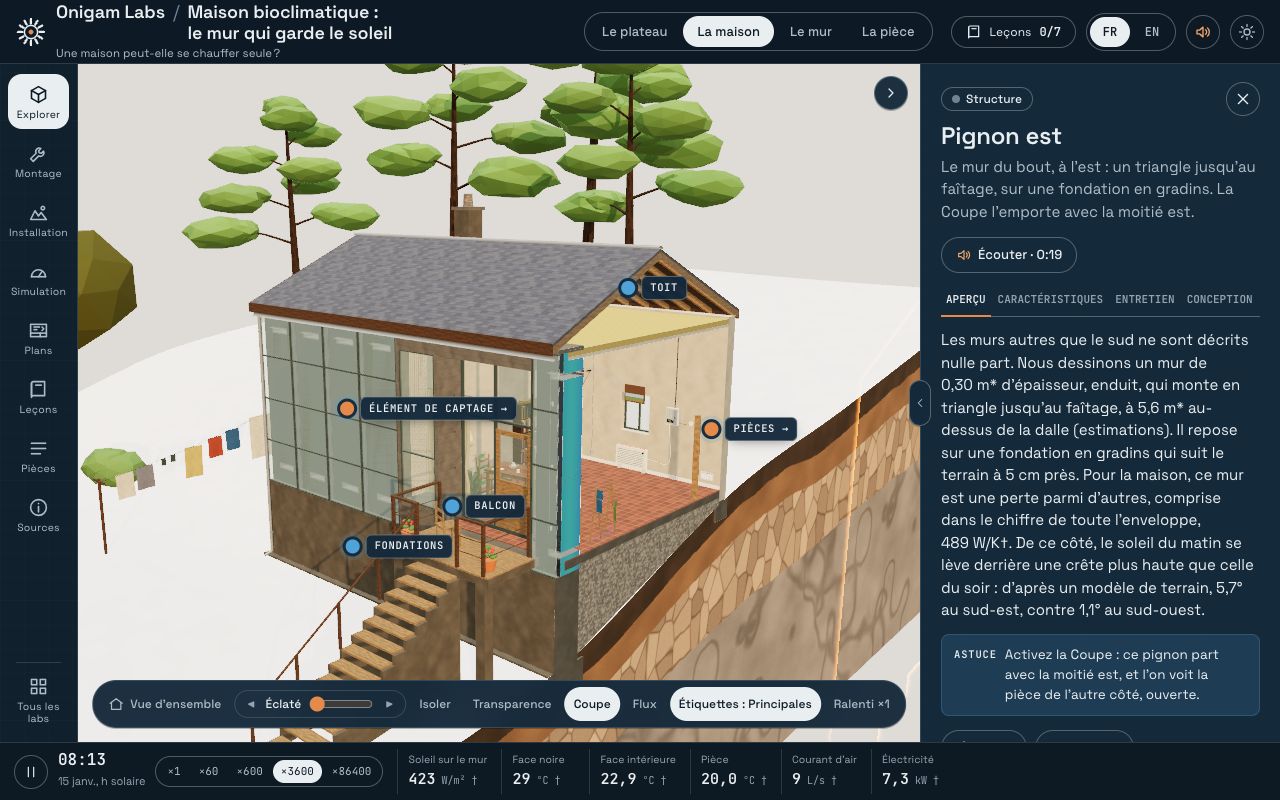 Onigam Labs / Maison bioclimatique :
le mur qui garde le soleil
Une maison peut-elle se chauffer seule ?
Le plateau
La maison
Le mur
La pièce
Leçons 0/7
FR
EN
Explorer
Montage
Installation
Simulation
Plans
Leçons
Pièces
Sources
Tous les
labs
TOIT
ÉLÉMENT DE CAPTAGE →
PIÈCES →
BALCON
FONDATIONS
Structure
Pignon est
Le mur du bout, à l'est : un triangle jusqu'au
faîtage, sur une fondation en gradins. La
Coupe l'emporte avec la moitié est.
Écouter · 0:19
APERÇU
CARACTÉRISTIQUES
ENTRETIEN
CONCEPTION
Les murs autres que le sud ne sont décrits
nulle part. Nous dessinons un mur de
0,30 m* d'épaisseur, enduit, qui monte en
triangle jusqu'au faîtage, à 5,6 m* au-
dessus de la dalle (estimations). Il repose
sur une fondation en gradins qui suit le
terrain à 5 cm près. Pour la maison, ce mur
est une perte parmi d'autres, comprise
dans le chiffre de toute l'enveloppe,
489 W/K†. De ce côté, le soleil du matin se
lève derrière une crête plus haute que celle
du soir : d'après un modèle de terrain, 5,7°
au sud-est, contre 1,1° au sud-ouest.
ASTUCE Activez la Coupe : ce pignon part
avec la moitié est, et l'on voit la
pièce de l'autre côté, ouverte.
Vue d'ensemble
◄ Éclaté ►
Isoler
Transparence
Coupe
Flux
Étiquettes : Principales
Ralenti ×1
08:13
15 janv., h solaire
×1
×60
×600
×3600
×86400
Soleil sur le mur
423 W/m² †
Face noire
29 °C †
Face intérieure
22,9 °C †
Pièce
20,0 °C †
Courant d'air
9 L/s †
Électricité
7,3 kW †